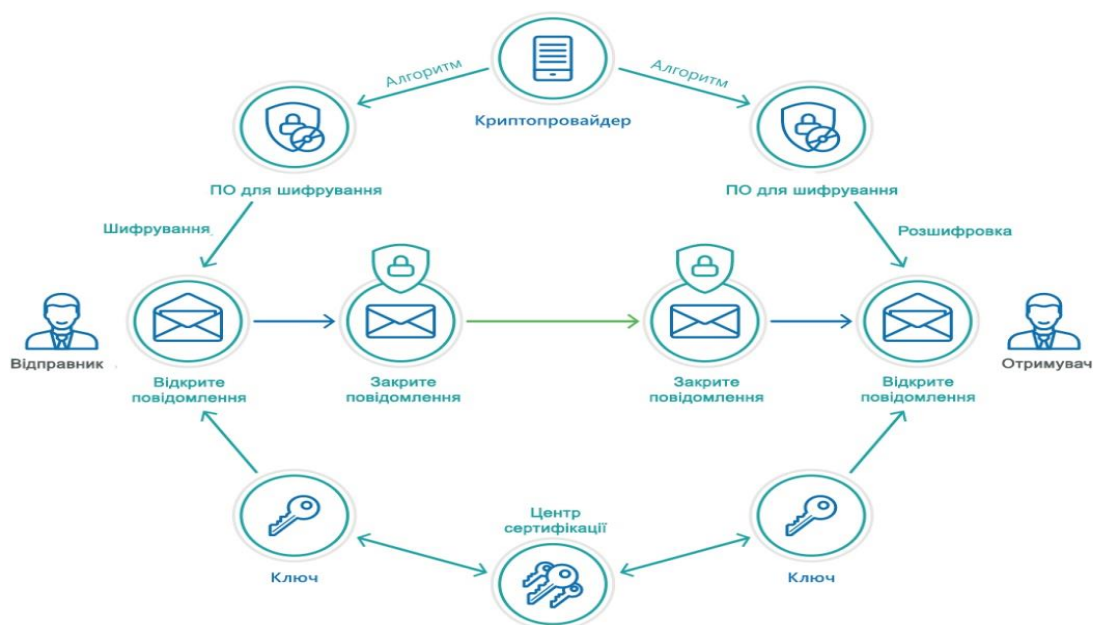 Алгоритм
Алгоритм
Криптопровайдер
ПО для шифрування
ПО для шифрування
Шифрування
Розшифровка
Відправник
Отримувач
Відкрите
повідомлення
Закрите
повідомлення
Закрите
повідомлення
Відкрите
повідомлення
Центр
сертифікації
Ключ
Ключ